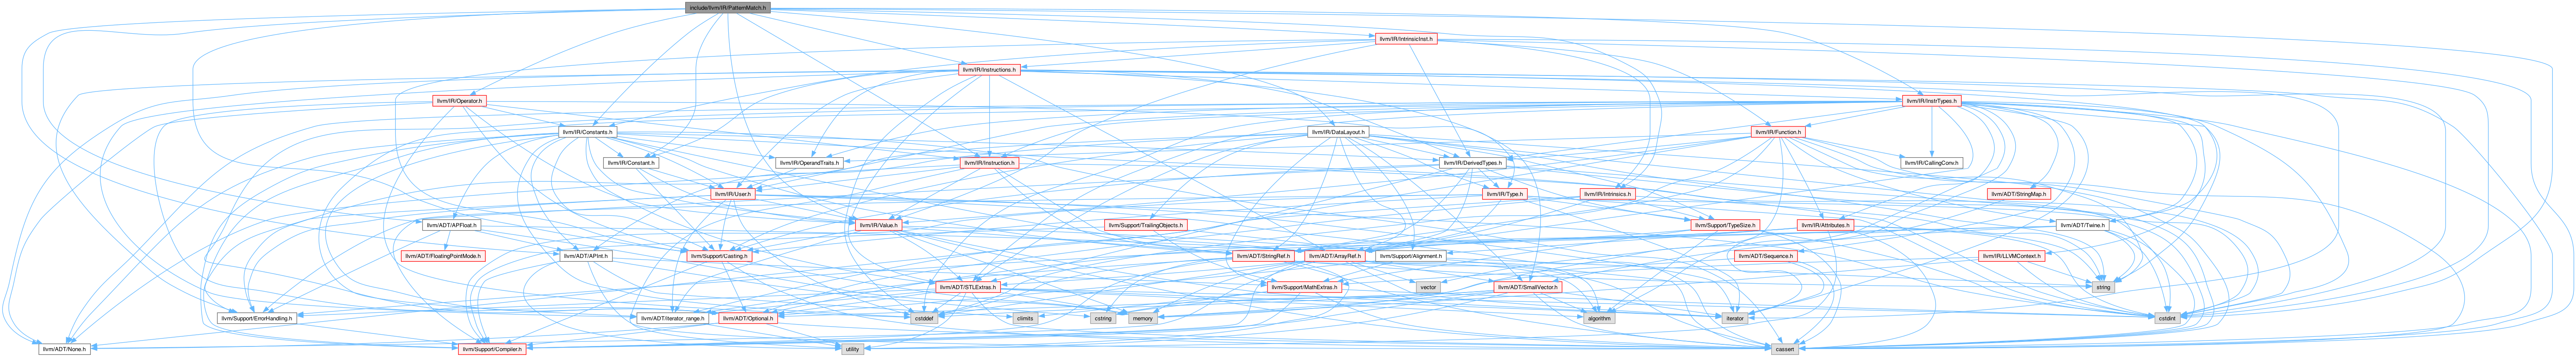 include/llvm/IR/PatternMatch.h
llvm/IR/IntrinsicInst.h
llvm/IR/Instructions.h
llvm/IR/Operator.h
llvm/IR/InstrTypes.h
llvm/IR/Constants.h
llvm/IR/DataLayout.h
llvm/IR/Function.h
llvm/IR/Constant.h
llvm/IR/OperandTraits.h
llvm/IR/Instruction.h
llvm/IR/DerivedTypes.h
llvm/IR/CallingConv.h
llvm/IR/User.h
llvm/IR/Type.h
llvm/IR/Intrinsics.h
llvm/ADT/StringMap.h
llvm/ADT/APFloat.h
llvm/IR/Value.h
llvm/Support/TrailingObjects.h
llvm/Support/TypeSize.h
llvm/IR/Attributes.h
llvm/ADT/Twine.h
llvm/ADT/FloatingPointMode.h
llvm/ADT/APInt.h
llvm/Support/Casting.h
llvm/ADT/StringRef.h
llvm/ADT/ArrayRef.h
llvm/Support/Alignment.h
llvm/ADT/Sequence.h
llvm/IR/LLVMContext.h
llvm/ADT/STLExtras.h
llvm/Support/MathExtras.h
vector
llvm/ADT/SmallVector.h
string
llvm/Support/ErrorHandling.h
llvm/ADT/iterator_range.h
llvm/ADT/Optional.h
cstddef
climits
cstring
memory
algorithm
iterator
cstdint
llvm/ADT/None.h
llvm/Support/Compiler.h
utility
cassert